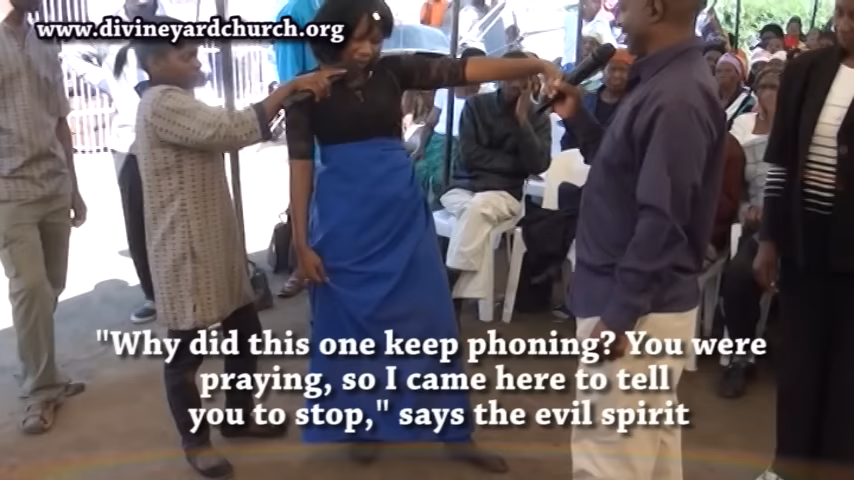 www.divineyardchurch.org
"Why did this one keep phoning? You were
praying, so I came here to tell
you to stop," says the evil spirit